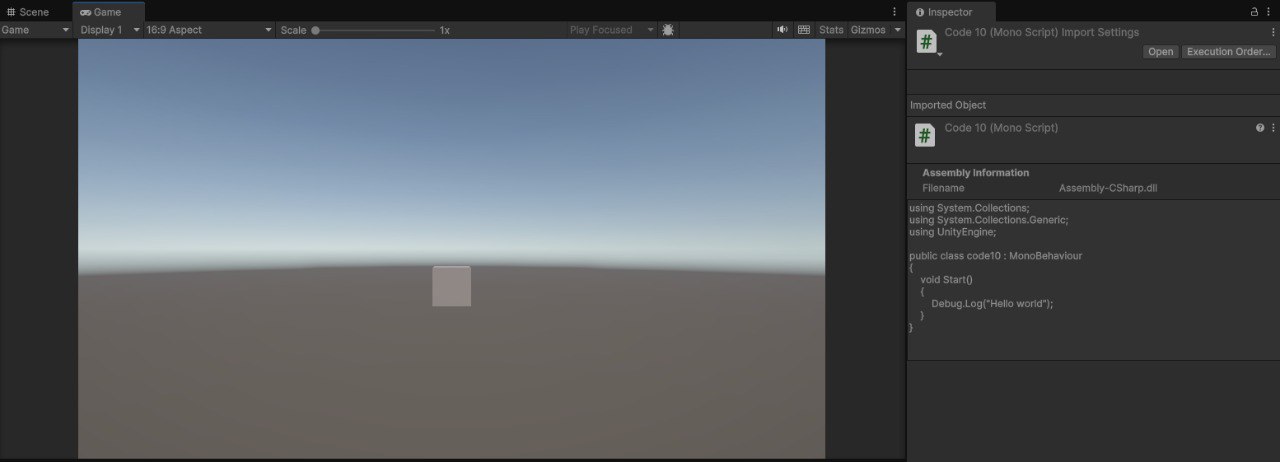 Scene Game
Game Display 1 16:9 Aspect Scale 1x Play Focused Stats Gizmos
Inspector
Code 10 (Mono Script) Import Settings
Open Execution Order...
Imported Object
# Code 10 (Mono Script)
Assembly Information
Filename Assembly-CSharp.dll
using System.Collections;
using System.Collections.Generic;
using UnityEngine;
public class code10 : MonoBehaviour
{
void Start()
{
Debug.Log("Hello world");
}
}